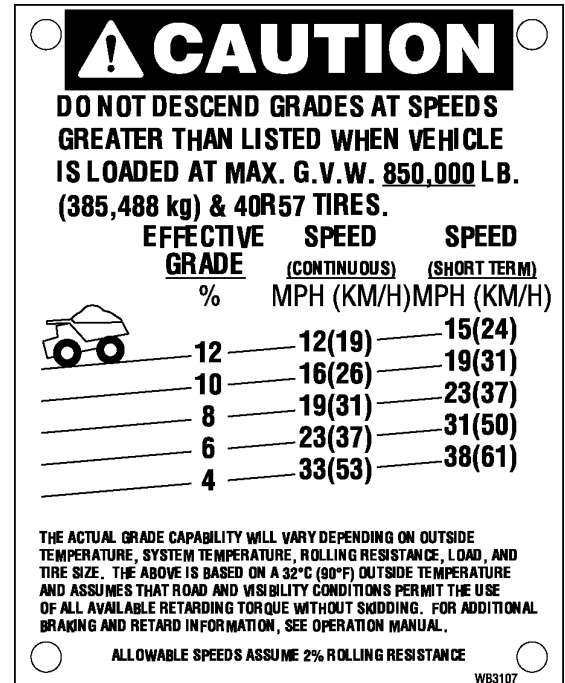 CAUTION
DO NOT DESCEND GRADES AT SPEEDS
GREATER THAN LISTED WHEN VEHICLE
IS LOADED AT MAX. G.V.W. 850,000 LB.
(385,488 kg) & 40R57 TIRES.
EFFECTIVE SPEED SPEED
GRADE (CONTINUOUS) (SHORT TERM)
% MPH (KM/H) MPH (KM/H)
12 12(19) 15(24)
10 16(26) 19(31)
8 19(31) 23(37)
6 23(37) 31(50)
4 33(53) 38(61)
THE ACTUAL GRADE CAPABILITY WILL VARY DEPENDING ON OUTSIDE
TEMPERATURE, SYSTEM TEMPERATURE, ROLLING RESISTANCE, LOAD, AND
TIRE SIZE. THE ABOVE IS BASED ON A 32°C (90°F) OUTSIDE TEMPERATURE
AND ASSUMES THAT ROAD AND VISIBILITY CONDITIONS PERMIT THE USE
OF ALL AVAILABLE RETARDING TORQUE WITHOUT SKIDDING. FOR ADDITIONAL
BRAKING AND RETARD INFORMATION, SEE OPERATION MANUAL.
ALLOWABLE SPEEDS ASSUME 2% ROLLING RESISTANCE
WB3107